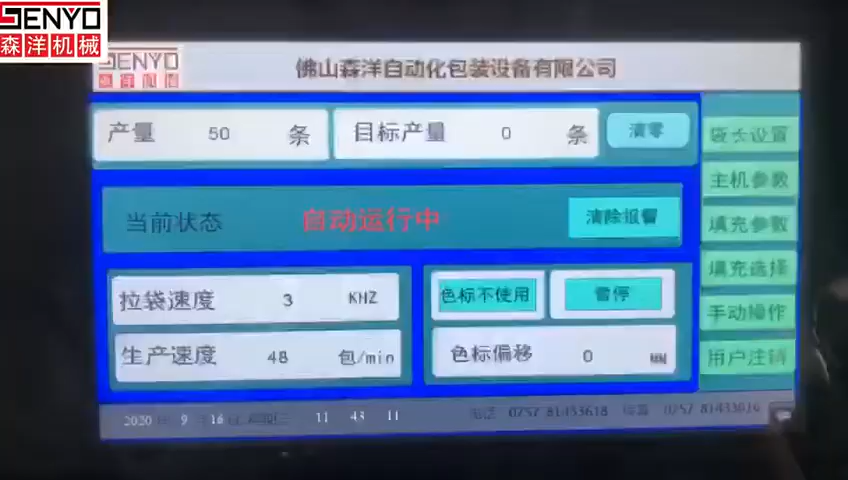 SENYO
森洋机械
SENYO
佛山森洋自动化包装设备有限公司
产量 50 条 目标产量 0 条 清零
袋长设置
主机参数
当前状态 自动运行中 清除报警
填充参数
填充选择
拉袋速度 3 KHZ 色标不使用 暂停
手动操作
生产速度 48 包/min 色标偏移 0 MM
用户注销
2020 9 16 11 43 11 0757 81433618